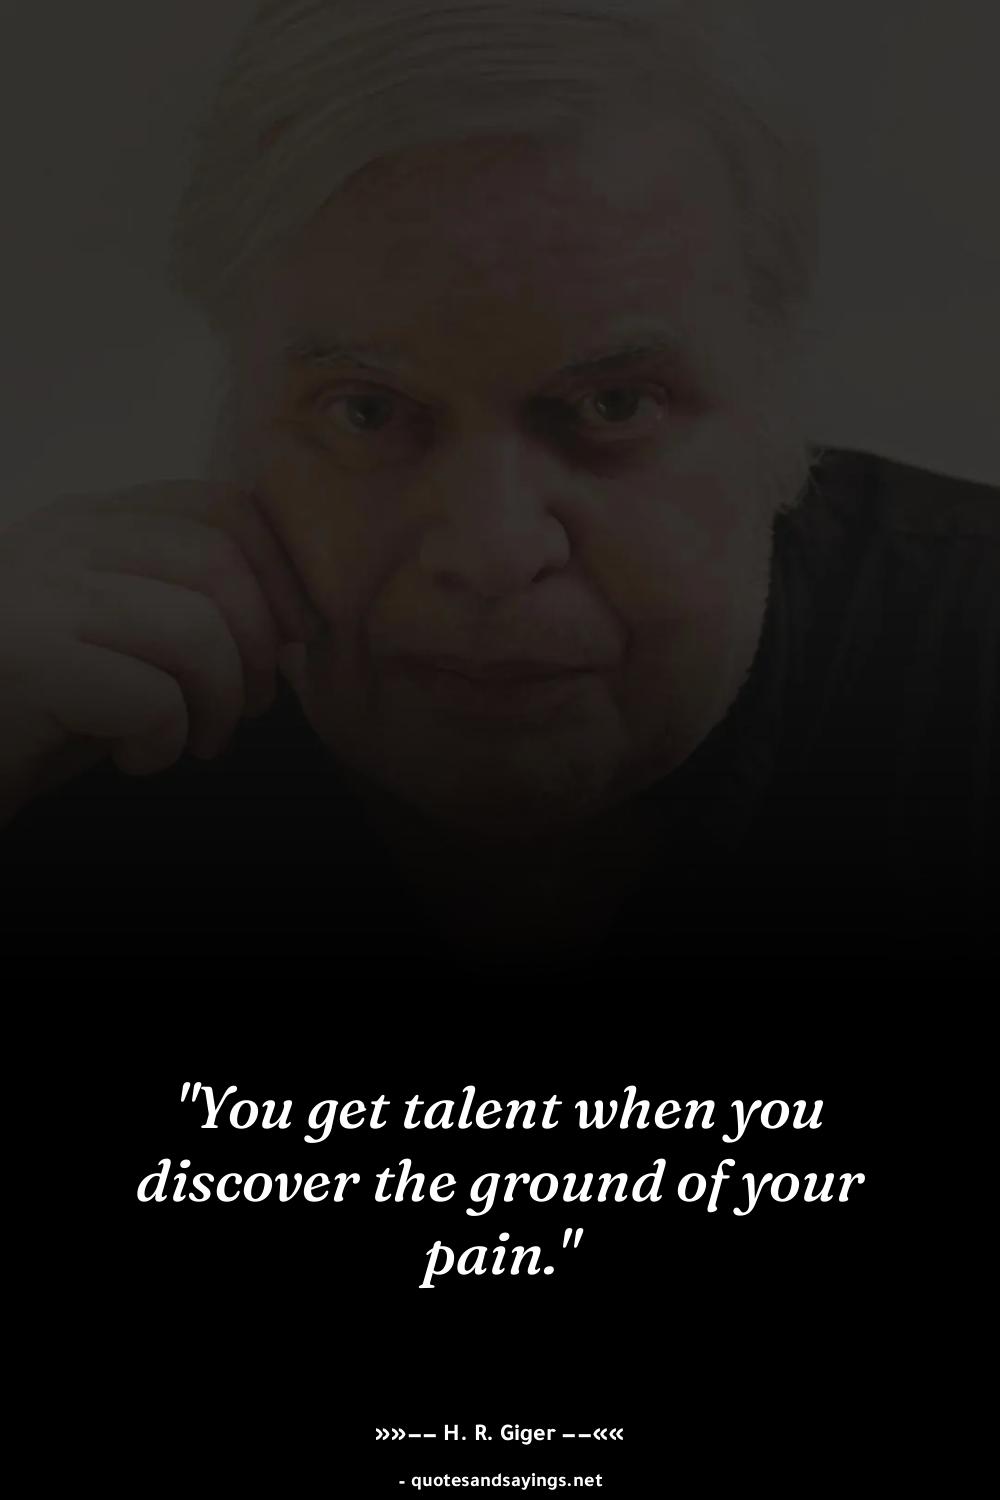 "You get talent when you
discover the ground of your
pain."
»»−− H. R. Giger −−««
- quotesandsayings.net